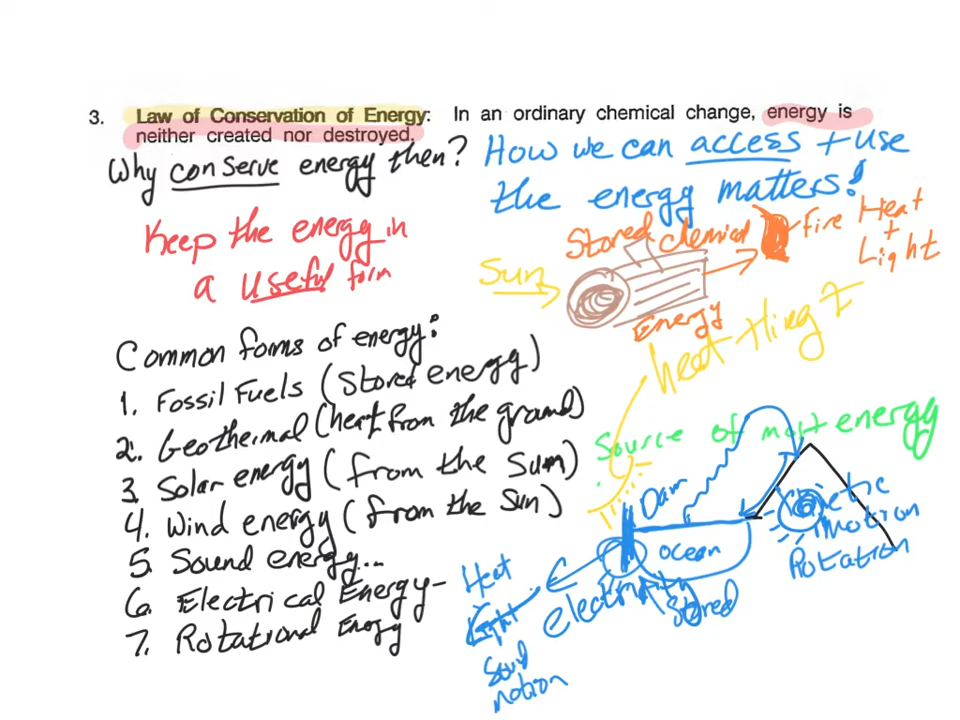 3. Law of Conservation of Energy: In an ordinary chemical change, energy is
neither created nor destroyed.
Why conserve energy then?
How we can access + use
the energy matters!
Keep the energy in
a useful form
Stored chemical
Energy
Sun
Fire
Heat
+
Light
Common forms of energy:
1. Fossil Fuels (Stored energy)
2. Geothermal (heat from the ground)
3. Solar energy (from the Sun)
4. Wind energy (from the Sun)
5. Sound energy...
6. Electrical Energy-
7. Rotational Energy
heat
Source of most energy
Dam
ocean
Stored
Kinetic
motion
Rotation
electricity
Heat
Light
Sound
motion